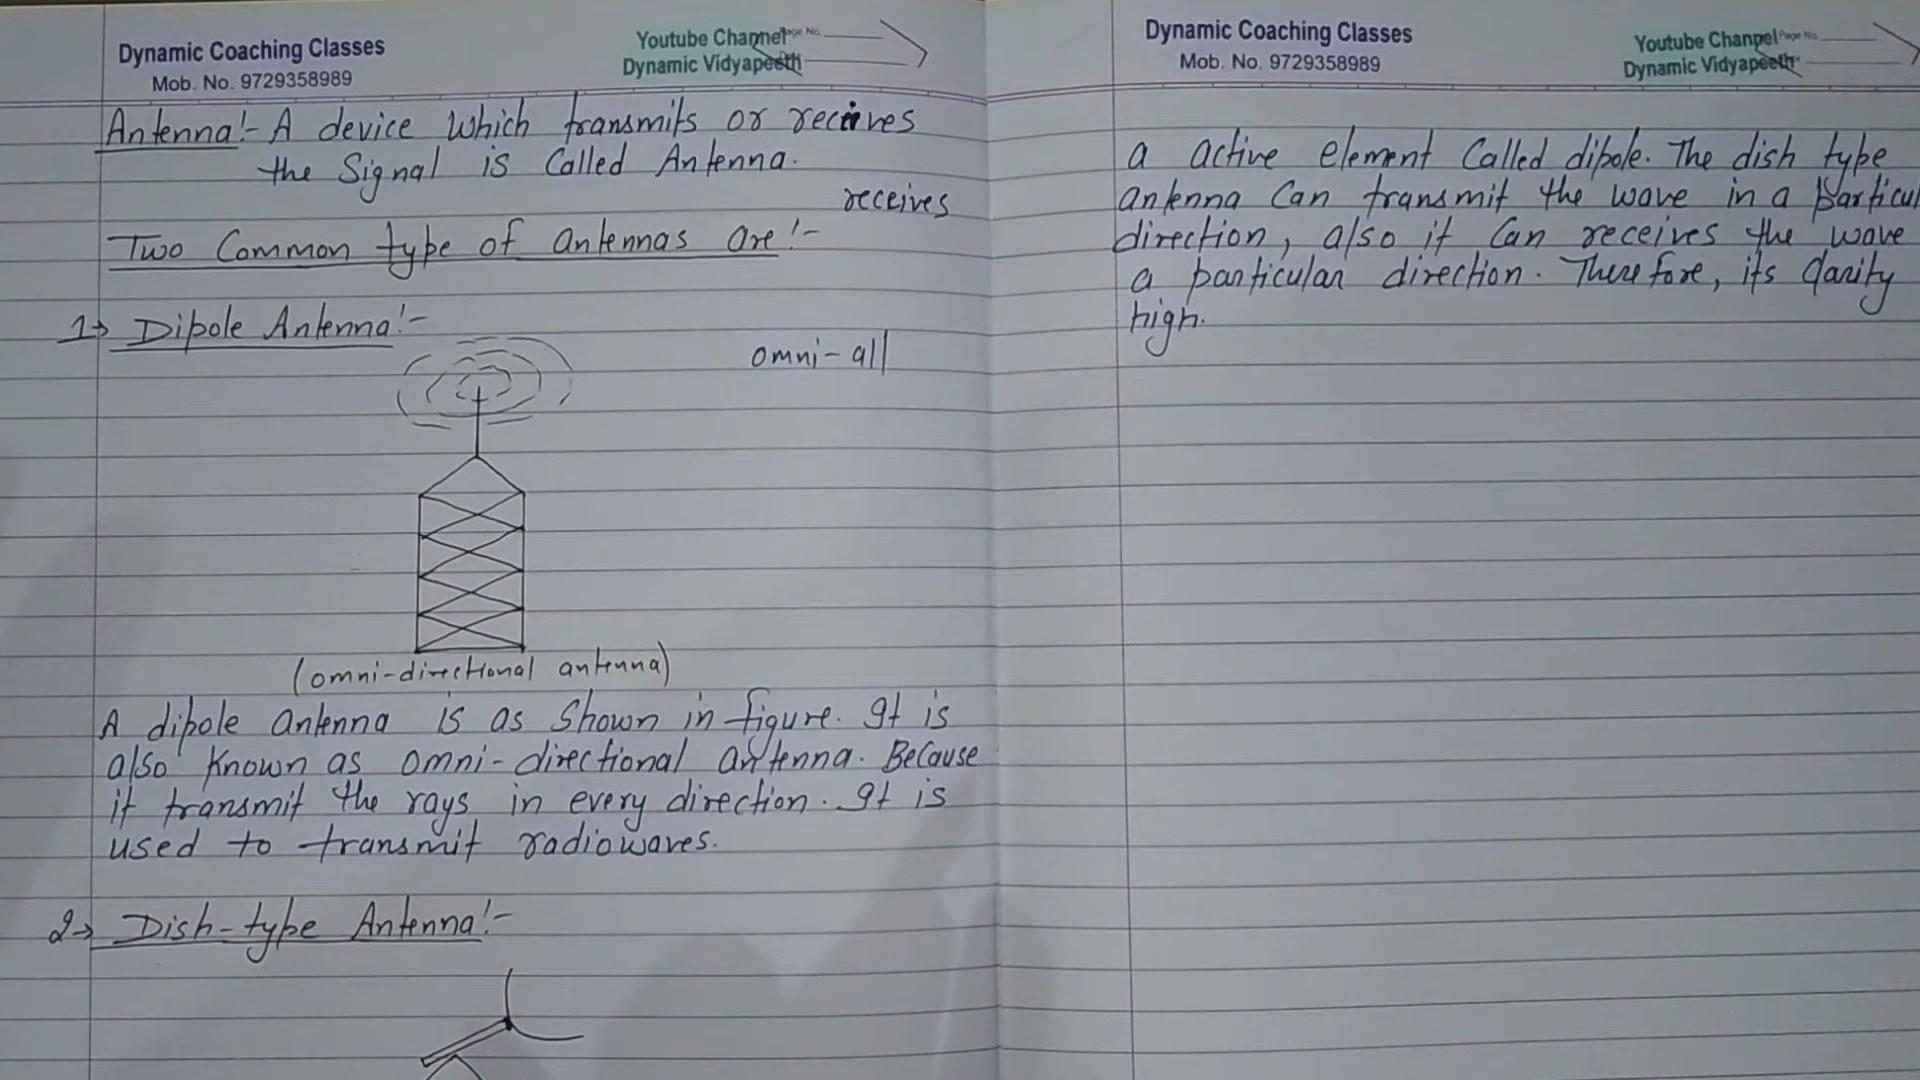 Dynamic Coaching Classes
Mob. No. 9729358989
Youtube Channel
Page No.
Dynamic Vidyapeeth
Antenna:- A device which transmits or receives
the Signal is Called Antenna.
receives
Two Common type of antennas are:-
1→ Dipole Antenna:-
omni-all
(omni-directional antenna)
A dipole antenna is as shown in figure. It is
also known as omni-directional antenna. Because
it transmit the rays in every direction. It is
used to transmit radiowaves.
2→ Dish-type Antenna:-
Dynamic Coaching Classes
Mob. No. 9729358989
Youtube Channel
Page No.
Dynamic Vidyapeeth
a active element called dipole. The dish type
antenna can transmit the wave in a particul
direction, also it can receives the wave
a particular direction. Therefore, its clarity
high.